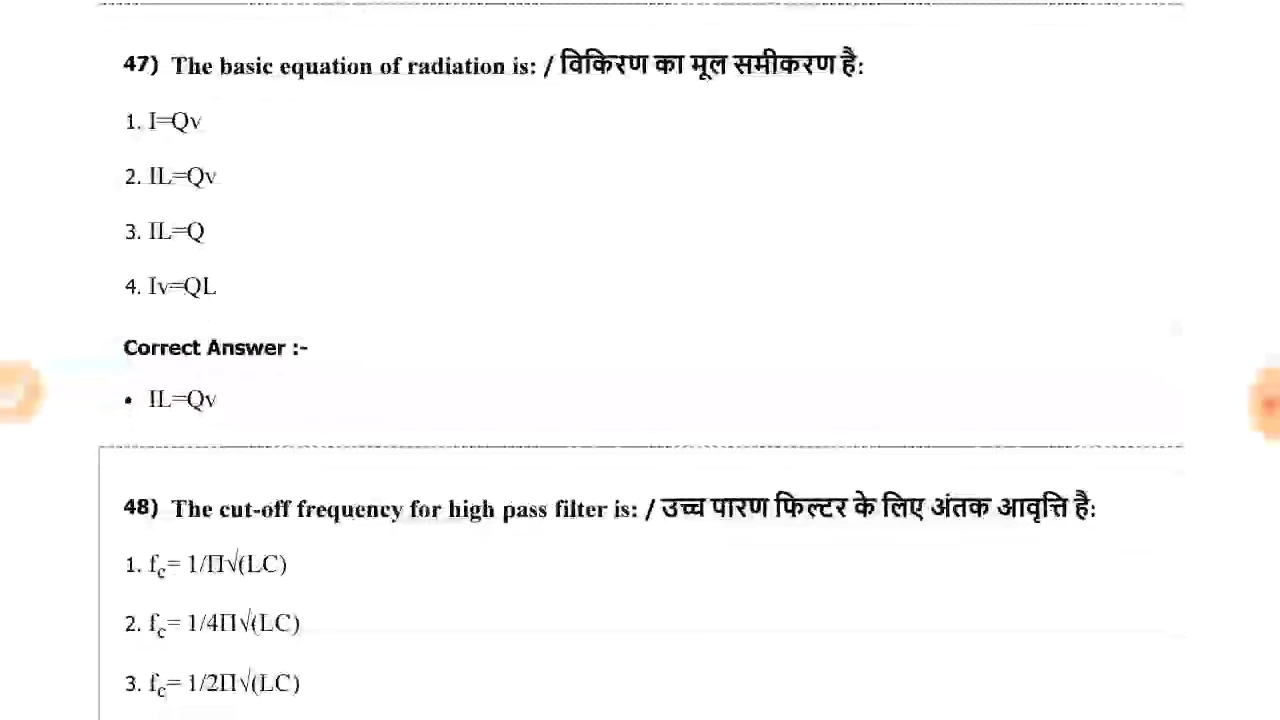 47) The basic equation of radiation is: / विकिरण का मूल समीकरण है:
1. I=Qv
2. IL=Qv
3. IL=Q
4. Iv=QL
Correct Answer :-
• IL=Qv
48) The cut-off frequency for high pass filter is: / उच्च पारण फिल्टर के लिए अंतक आवृत्ति है:
1. fc= 1/Π√(LC)
2. fc= 1/4Π√(LC)
3. fc= 1/2Π√(LC)